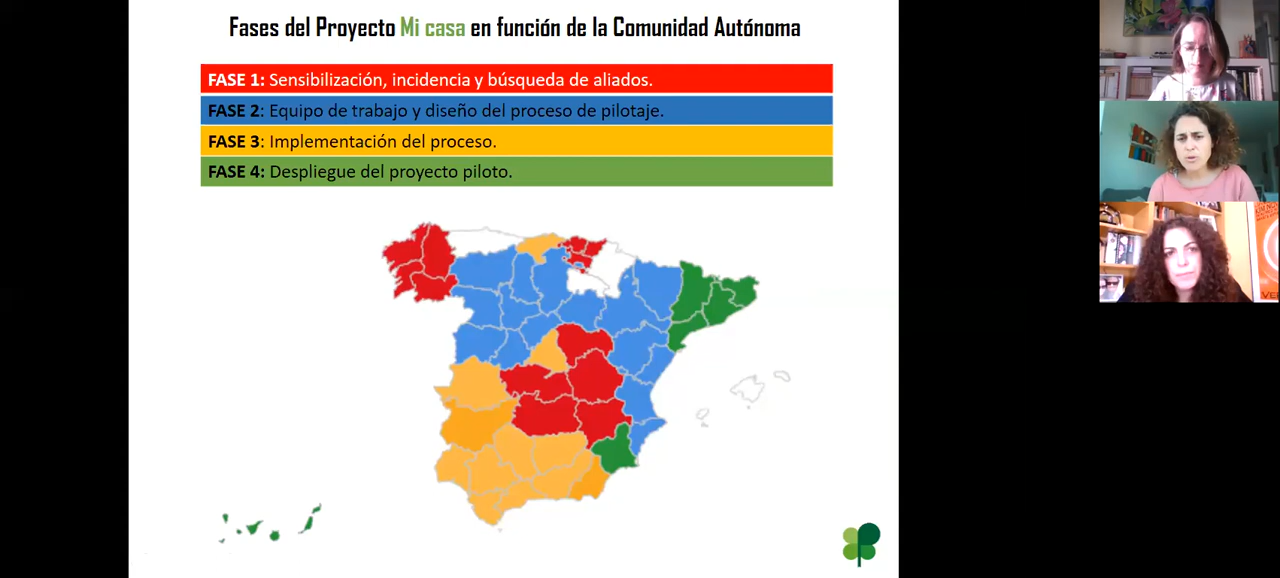 Fases del Proyecto Mi casa en función de la Comunidad Autónoma
FASE 1: Sensibilización, incidencia y búsqueda de aliados.
FASE 2: Equipo de trabajo y diseño del proceso de pilotaje.
FASE 3: Implementación del proceso.
FASE 4: Despliegue del proyecto piloto.